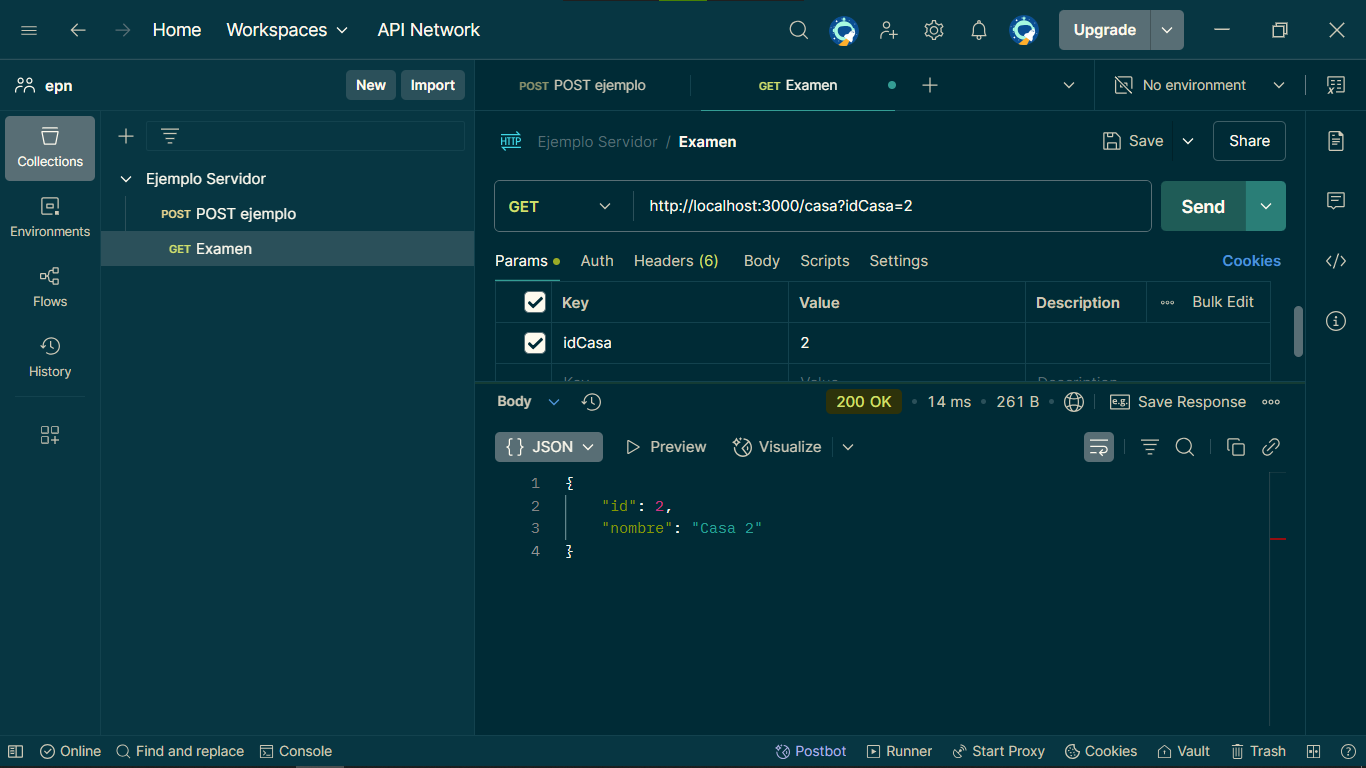 Home Workspaces API Network Upgrade
epn New Import POST POST ejemplo GET Examen No environment
Collections
Environments
Flows
History
Ejemplo Servidor
POST POST ejemplo
GET Examen
HTTP Ejemplo Servidor / Examen Save Share
GET http://localhost:3000/casa?idCasa=2 Send
Params Auth Headers (6) Body Scripts Settings Cookies
Key Value Description Bulk Edit
idCasa 2
Key Value Description
Body 200 OK 14 ms 261 B e.g. Save Response
{} JSON Preview Visualize
1 {
2 "id": 2,
3 "nombre": "Casa 2"
4 }
Online Find and replace Console Postbot Runner Start Proxy Cookies Vault Trash